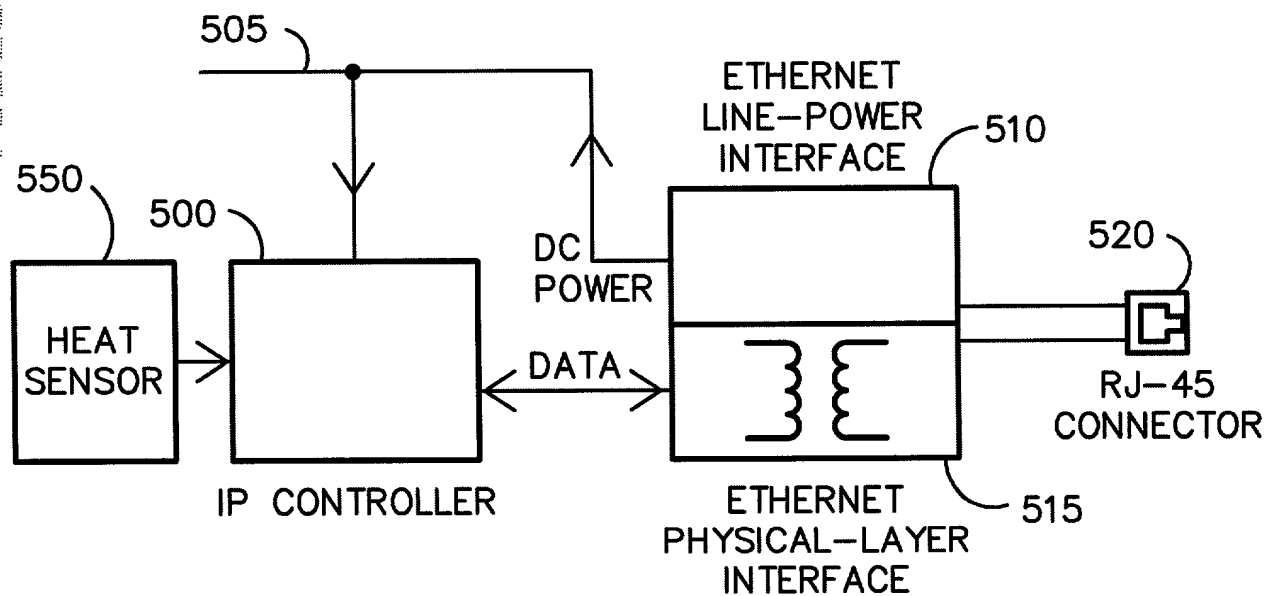 505
ETHERNET
LINE-POWER
INTERFACE
510
550
500
520
DC
POWER
HEAT
SENSOR
DATA
RJ-45
CONNECTOR
IP CONTROLLER
ETHERNET
PHYSICAL-LAYER
INTERFACE
515